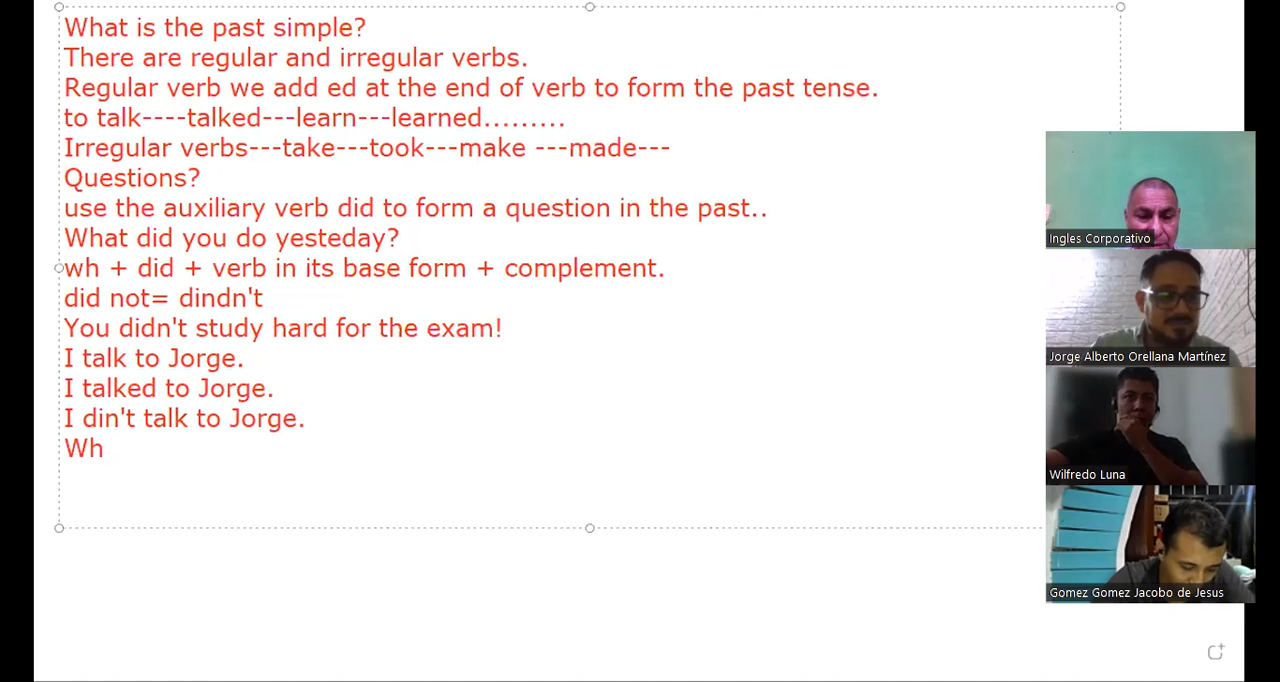 What is the past simple?
There are regular and irregular verbs.
Regular verb we add ed at the end of verb to form the past tense.
to talk----talked---learn---learned.........
Irregular verbs---take---took---make ---made---
Questions?
use the auxiliary verb did to form a question in the past..
What did you do yesteday?
wh + did + verb in its base form + complement.
did not= dindn't
You didn't study hard for the exam!
I talk to Jorge.
I talked to Jorge.
I din't talk to Jorge.
Wh
Ingles Corporativo
Jorge Alberto Orellana Martínez
Wilfredo Luna
Gomez Gomez Jacobo de Jesus